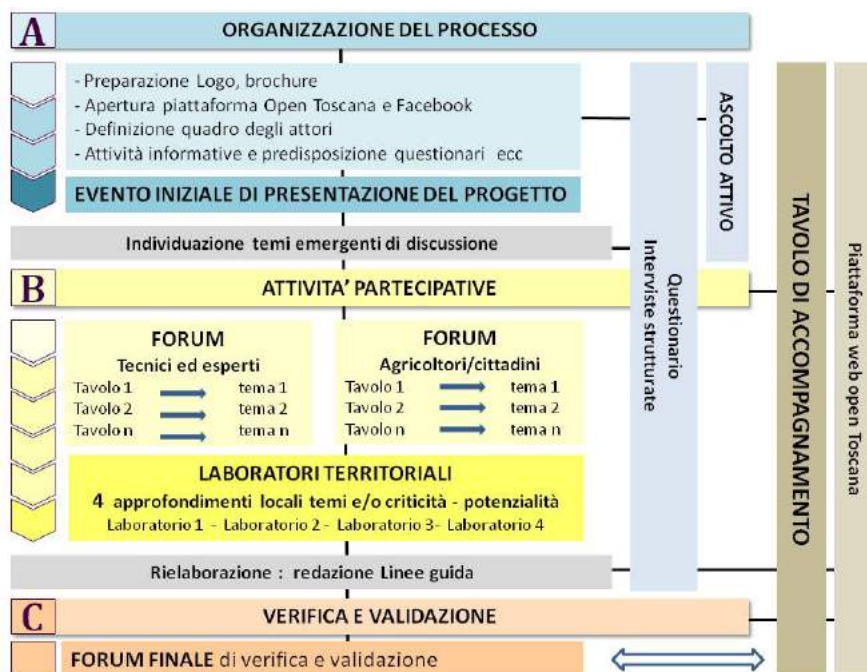 A
ORGANIZZAZIONE DEL PROCESSO
- Preparazione Logo, brochure
- Apertura piattaforma Open Toscana e Facebook
- Definizione quadro degli attori
- Attività informative e predisposizione questionari ecc
EVENTO INIZIALE DI PRESENTAZIONE DEL PROGETTO
Individuazione temi emergenti di discussione
B
ATTIVITA' PARTECIPATIVE
FORUM
Tecnici ed esperti
Tavolo 1 tema 1
Tavolo 2 tema 2
Tavolo n tema n
FORUM
Agricoltori/cittadini
Tavolo 1 tema 1
Tavolo 2 tema 2
Tavolo n tema n
LABORATORI TERRITORIALI
4 approfondimenti locali temi e/o criticità - potenzialità
Laboratorio 1 - Laboratorio 2 - Laboratorio 3- Laboratorio 4
Rielaborazione : redazione Linee guida
C
VERIFICA E VALIDAZIONE
FORUM FINALE di verifica e validazione
Questionario
Interviste strutturate
ASCOLTO ATTIVO
TAVOLO DI ACCOMPAGNAMENTO
Piattaforma web open Toscana